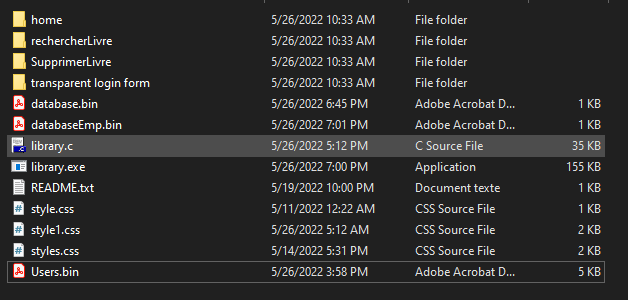 home 5/26/2022 10:33 AM File folder
rechercherLivre 5/26/2022 10:33 AM File folder
SupprimerLivre 5/26/2022 10:33 AM File folder
transparent login form 5/26/2022 10:33 AM File folder
database.bin 5/26/2022 6:45 PM Adobe Acrobat D... 1 KB
databaseEmp.bin 5/26/2022 7:01 PM Adobe Acrobat D... 1 KB
library.c 5/26/2022 5:12 PM C Source File 35 KB
library.exe 5/26/2022 7:00 PM Application 155 KB
README.txt 5/19/2022 10:00 PM Document texte 1 KB
style.css 5/11/2022 12:22 AM CSS Source File 1 KB
style1.css 5/26/2022 5:12 AM CSS Source File 2 KB
styles.css 5/14/2022 5:31 PM CSS Source File 2 KB
Users.bin 5/26/2022 3:58 PM Adobe Acrobat D... 5 KB